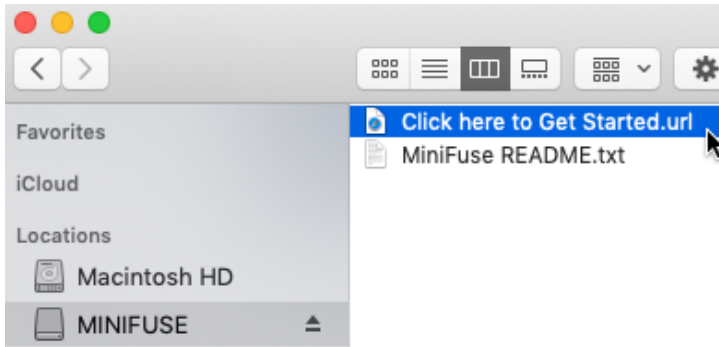 Favorites
iCloud
Locations
Macintosh HD
MINIFUSE
Click here to Get Started.url
MiniFuse README.txt